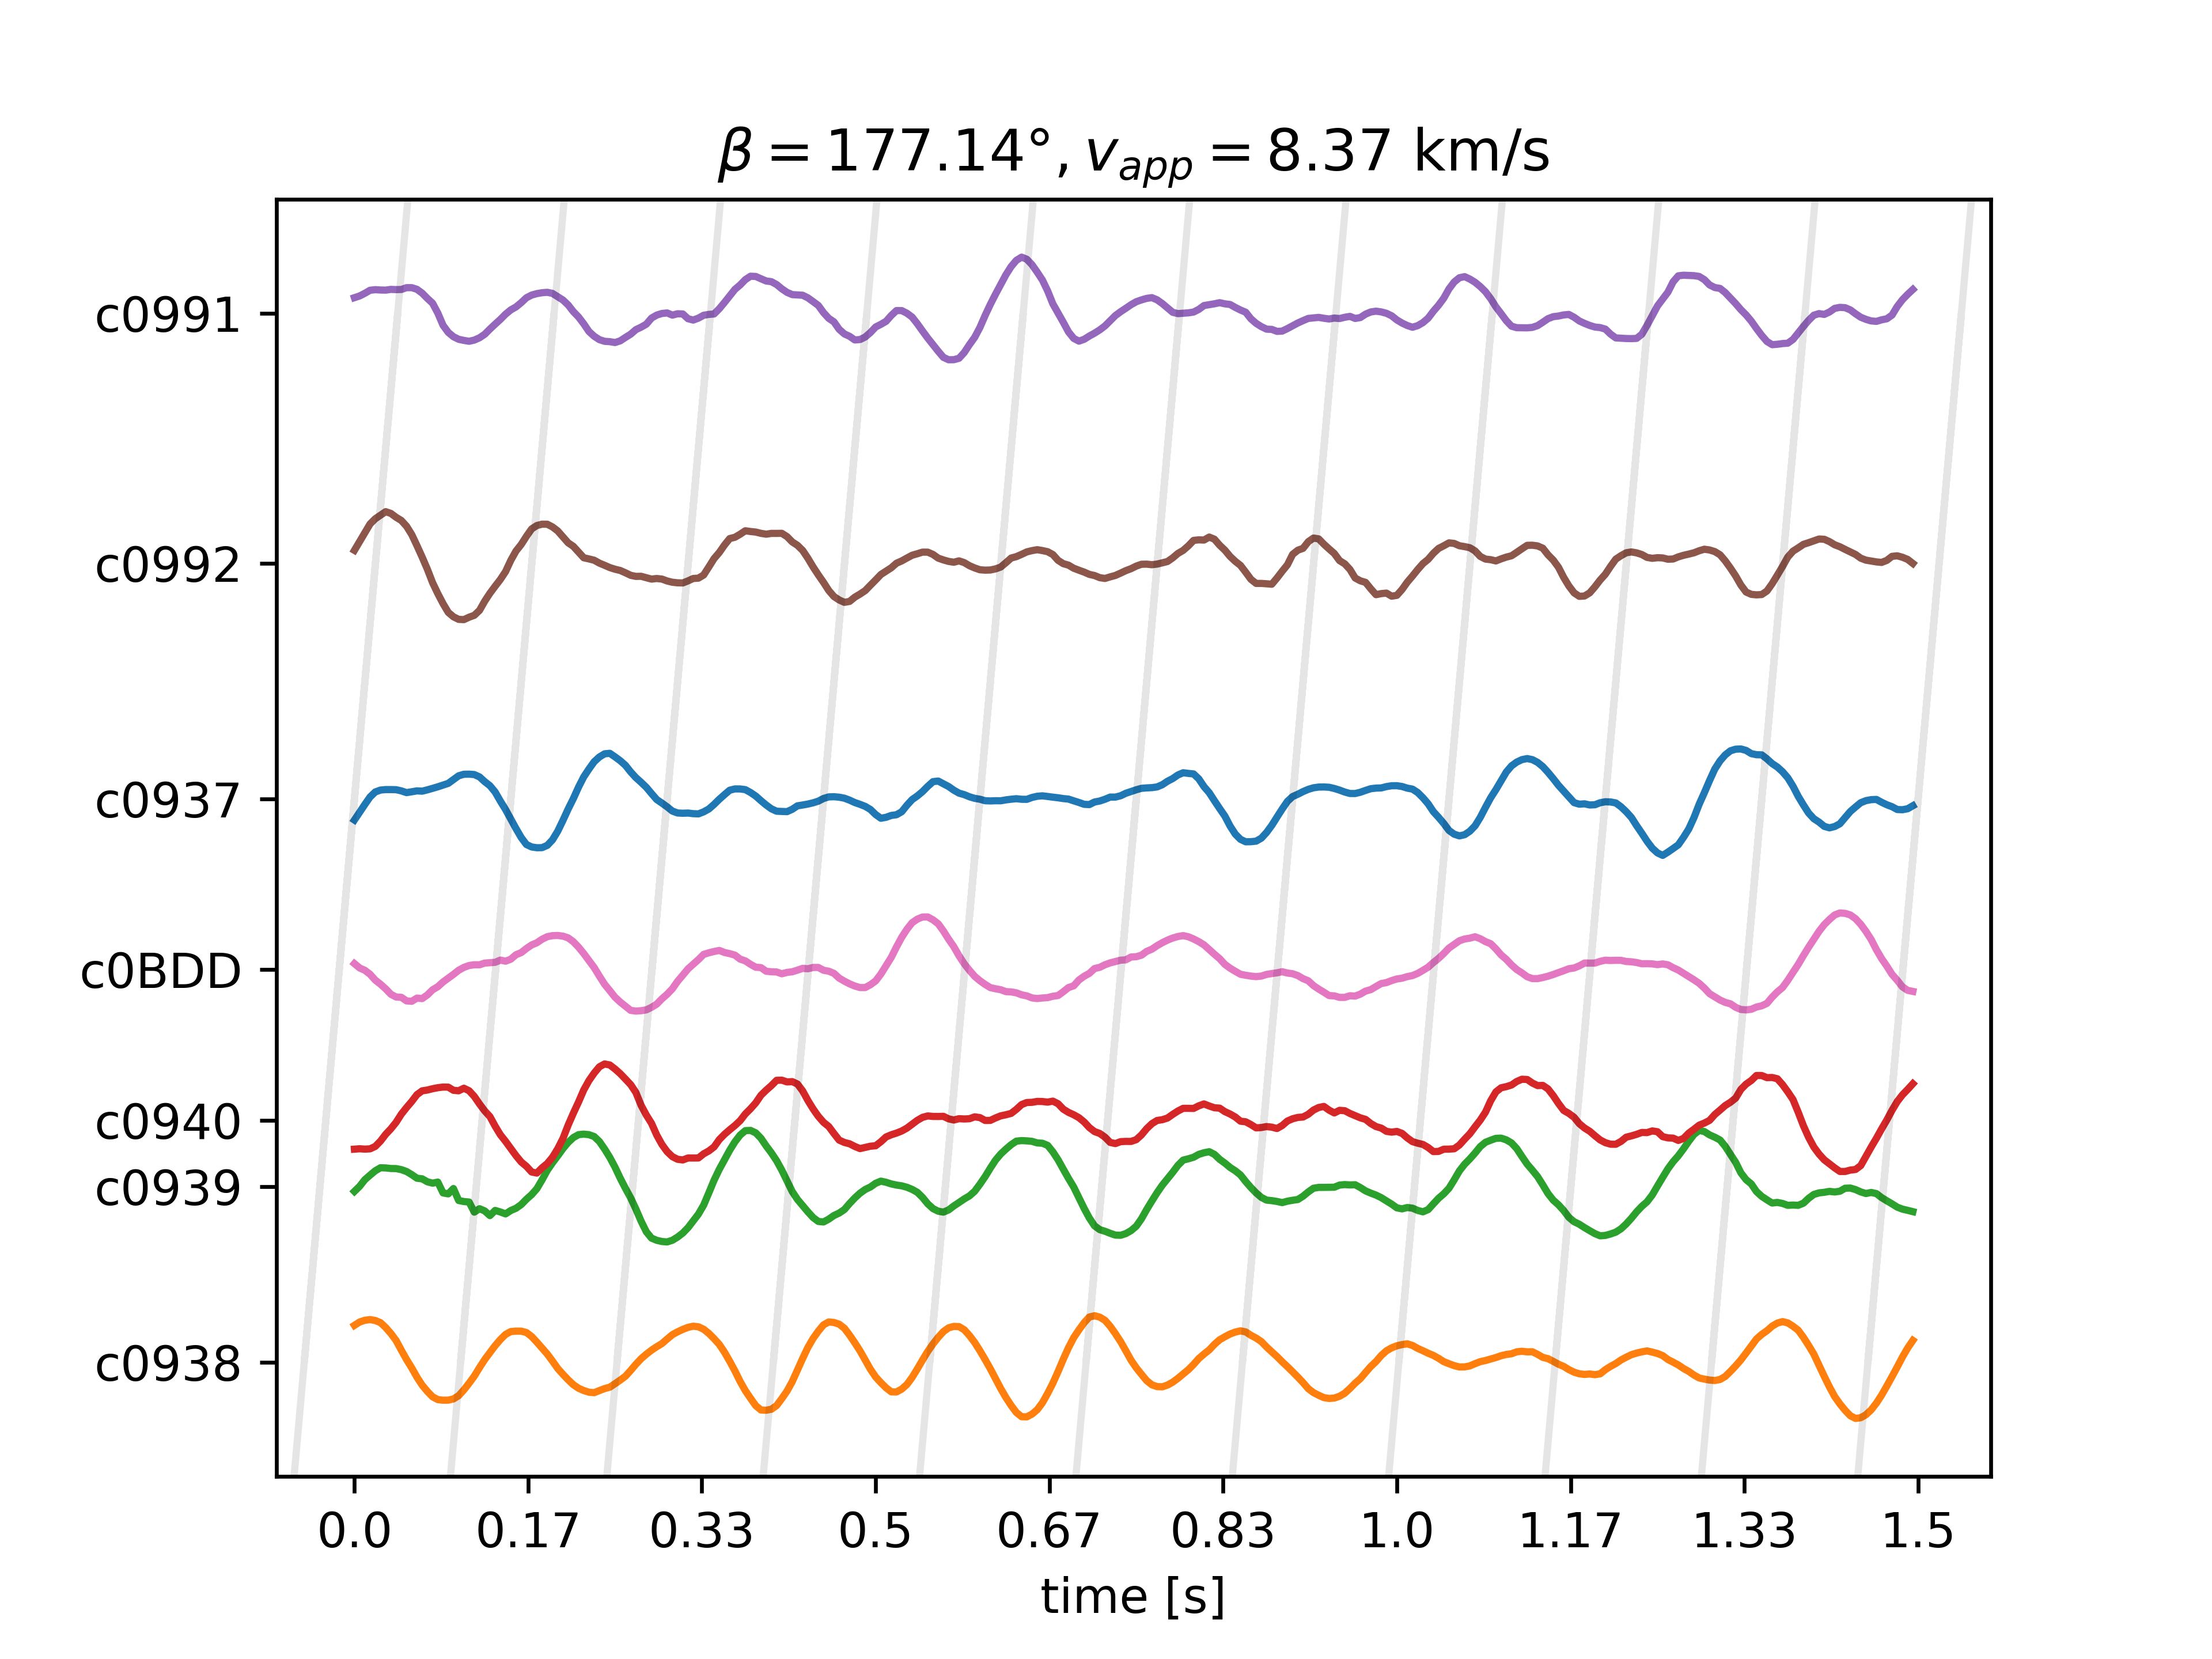 β = 177.14°, v_app = 8.37 km/s
c0991
c0992
c0937
c0BDD
c0940
c0939
c0938
0.0 0.17 0.33 0.5 0.67 0.83 1.0 1.17 1.33 1.5
time [s]